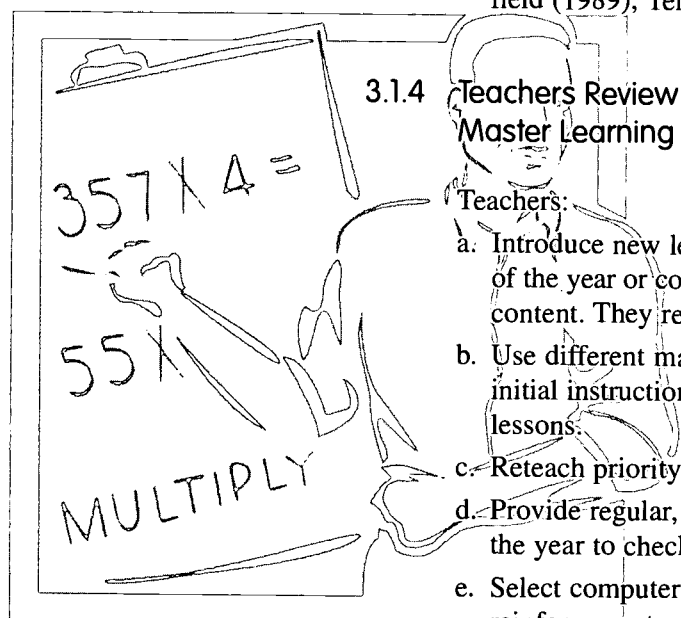 field (1989), Ter
3.1.4 Teachers Review
Master Learning
Teachers:
a. Introduce new le
of the year or co
content. They re
b. Use different ma
initial instruction
lessons.
c. Reteach priority
d. Provide regular,
the year to check
e. Select computer
357 X 4 =
55 X
MULTIPLY